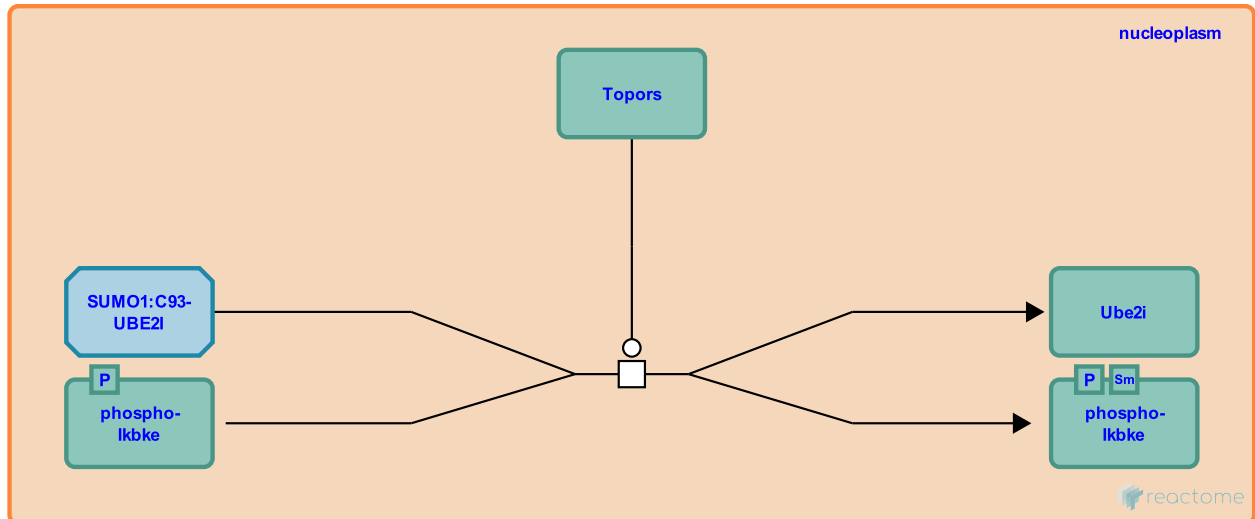 nucleoplasm
Topors
SUMO1:C93-
UBE2I
P
phospho-
Ikbke
Ube2i
P
Sm
phospho-
Ikbke
reactome